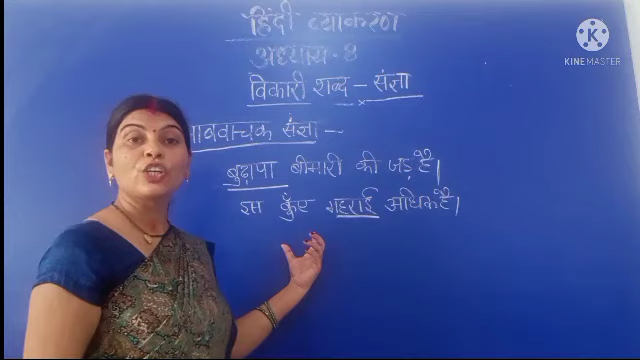 हिंदी व्याकरण
अध्याय-8
विकारी शब्द - संज्ञा
भाववाचक संज्ञा --
बुढ़ापा बीमारी की जड़ है।
इस कुँए गहराई अधिक है।
KINEMASTER